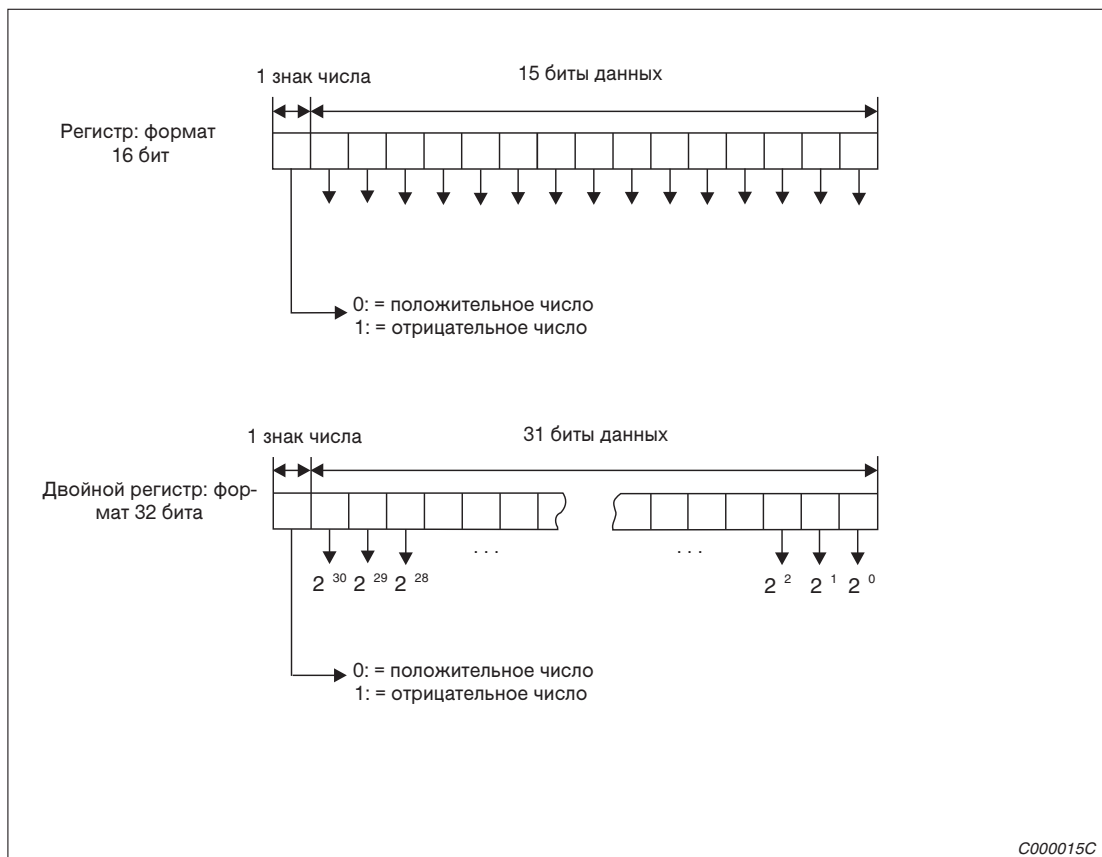 1 знак числа 15 биты данных
Регистр: формат
16 бит
0: = положительное число
1: = отрицательное число
1 знак числа 31 биты данных
Двойной регистр: фор-
мат 32 бита
. . . . . .
2 30 2 29 2 28 2 2 2 1 2 0
0: = положительное число
1: = отрицательное число
C000015C